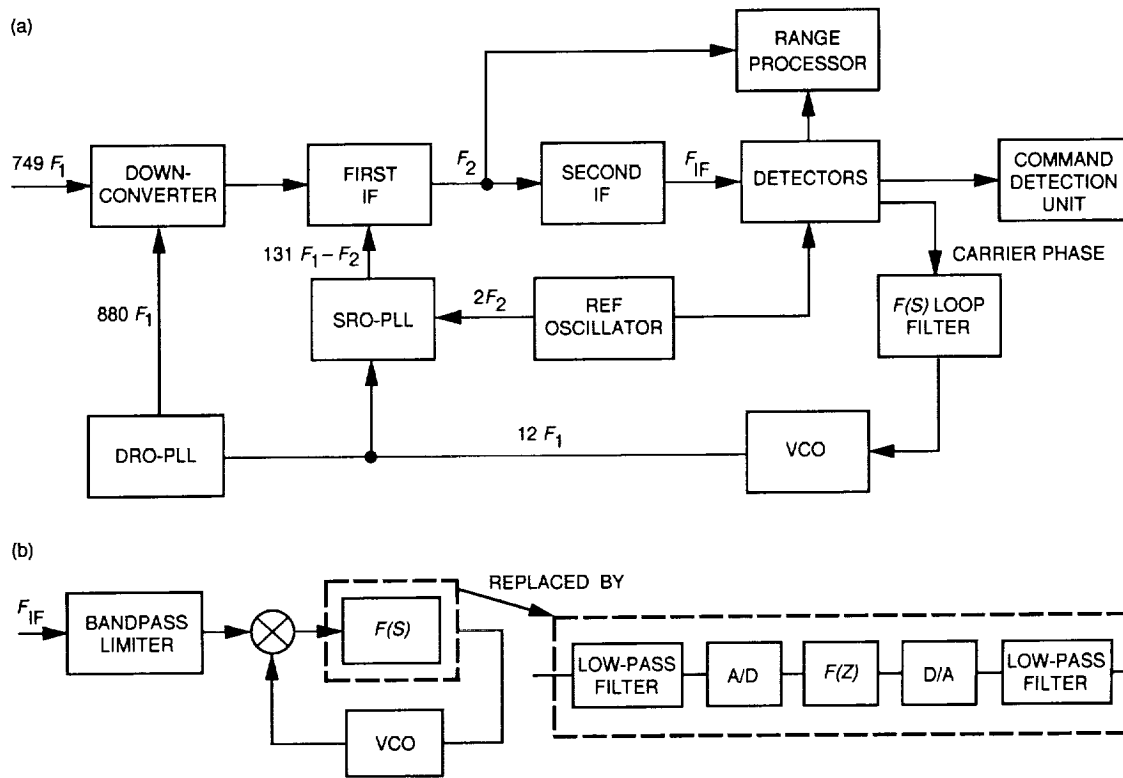 (a)
RANGE
PROCESSOR
749 F1
DOWN-
CONVERTER
FIRST
IF
F2
SECOND
IF
FIF
DETECTORS
COMMAND
DETECTION
UNIT
131 F1 – F2
CARRIER PHASE
880 F1
SRO-PLL
2F2
REF
OSCILLATOR
F(S) LOOP
FILTER
DRO-PLL
12 F1
VCO
(b)
REPLACED BY
FIF
BANDPASS
LIMITER
F(S)
LOW-PASS
FILTER
A/D
F(Z)
D/A
LOW-PASS
FILTER
VCO